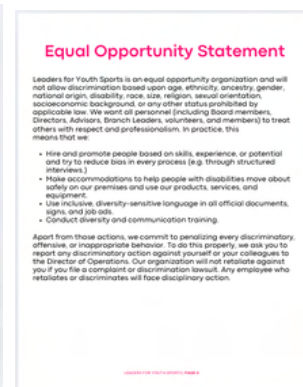 Equal Opportunity Statement
Leaders for Youth Sports is an equal opportunity organization and will
not allow discrimination based upon age, ethnicity, ancestry, gender,
national origin, disability, race, size, religion, sexual orientation,
socioeconomic background, or any other status prohibited by
applicable law. We want all personnel (including Board members,
Directors, Advisors, Branch Leaders, volunteers, and members) to treat
others with respect and professionalism. In practice, this
means that we:
• Hire and promote people based on skills, experience, or potential
and try to reduce bias in every process (e.g. through structured
interviews.)
• Make accommodations to help people with disabilities move about
safely on our premises and use our products, services, and
equipment.
• Use inclusive, diversity-sensitive language in all official documents,
signs, and job ads.
• Conduct diversity and communication training.
Apart from those actions, we commit to penalizing every discriminatory,
offensive, or inappropriate behavior. To do this properly, we ask you to
report any discriminatory action against yourself or your colleagues to
the Director of Operations. Our organization will not retaliate against
you if you file a complaint or discrimination lawsuit. Any employee who
retaliates or discriminates will face disciplinary action.
LEADERS FOR YOUTH SPORTS PAGE